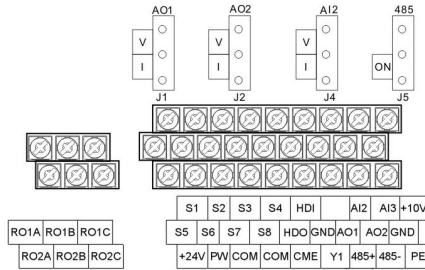 AO1 AO2 AI2 485
V V V
I I I ON
J1 J2 J4 J5
S1 S2 S3 S4 HDI AI2 AI3 +10V
RO1A RO1B RO1C S5 S6 S7 S8 HDO GND AO1 AO2 GND
RO2A RO2B RO2C +24V PW COM COM CME Y1 485+ 485- PE